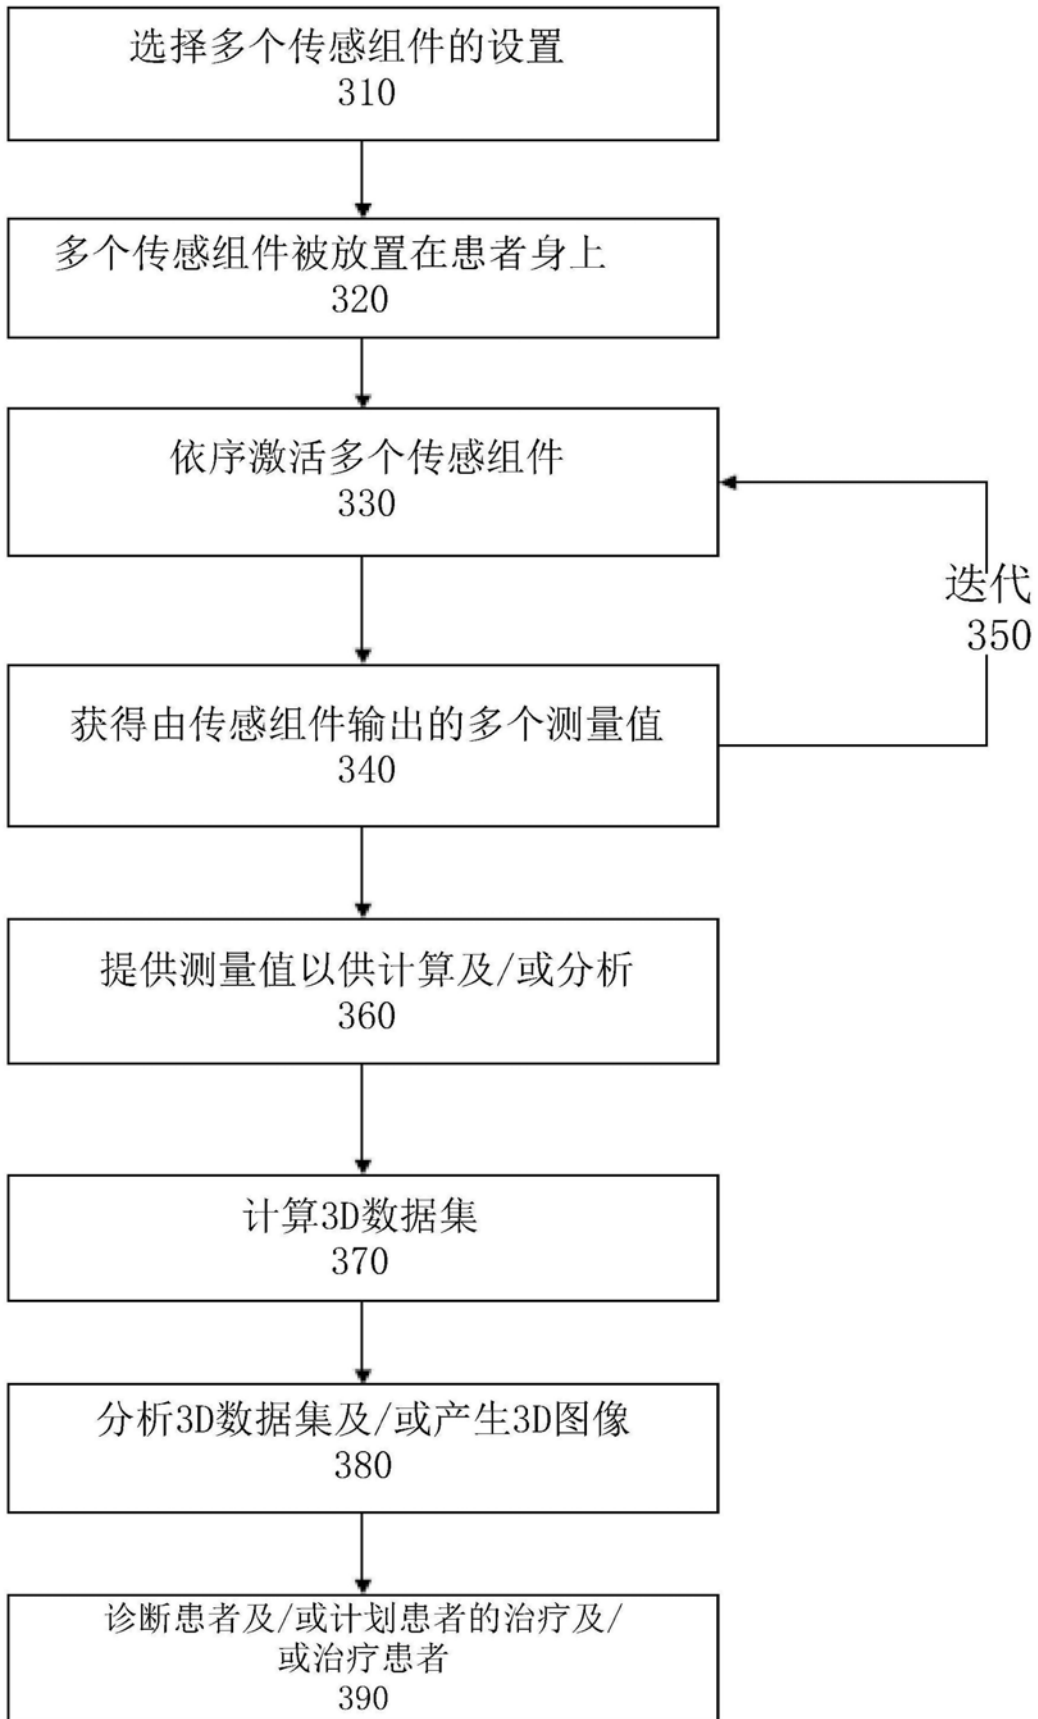 选择多个传感组件的设置
310
多个传感组件被放置在患者身上
320
依序激活多个传感组件
330
迭代
350
获得由传感组件输出的多个测量值
340
提供测量值以供计算及/或分析
360
计算3D数据集
370
分析3D数据集及/或产生3D图像
380
诊断患者及/或计划患者的治疗及/
或治疗患者
390